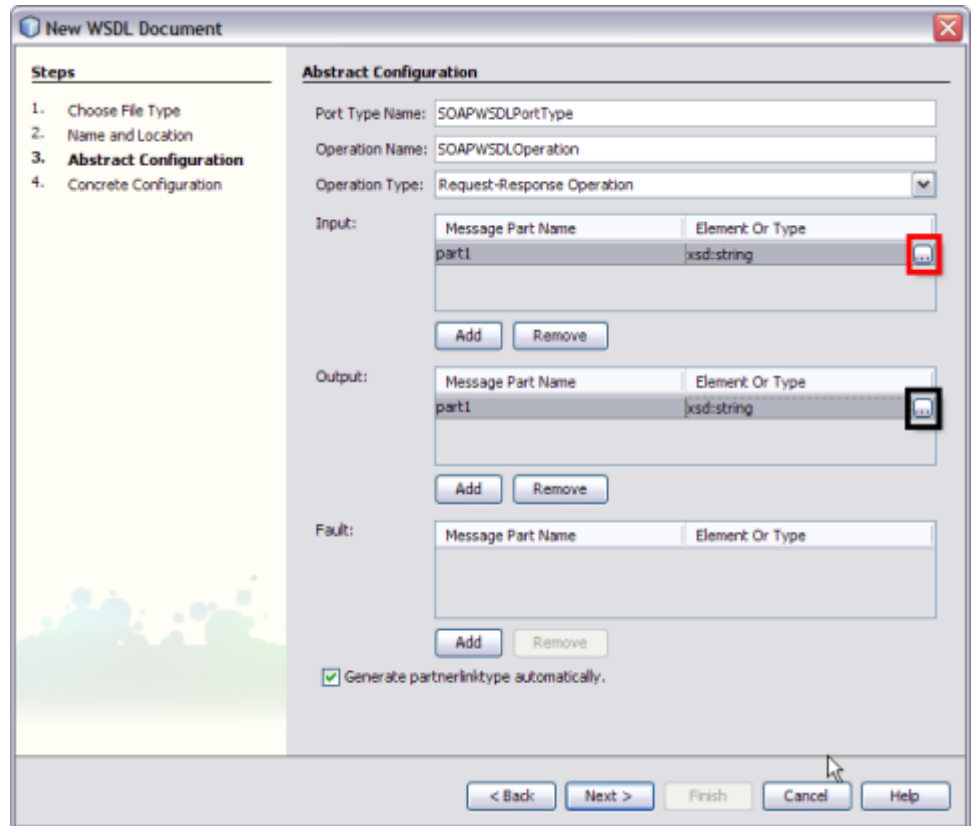 New WSDL Document
Steps
1. Choose File Type
2. Name and Location
3. Abstract Configuration
4. Concrete Configuration
Abstract Configuration
Port Type Name: SOAPWSDLPortType
Operation Name: SOAPWSDLOperation
Operation Type: Request-Response Operation
Input:
Message Part Name Element Or Type
part1 xsd:string ...
Add Remove
Output:
Message Part Name Element Or Type
part1 xsd:string ...
Add Remove
Fault:
Message Part Name Element Or Type
Add Remove
Generate partnerlinktype automatically.
< Back Next > Finish Cancel Help